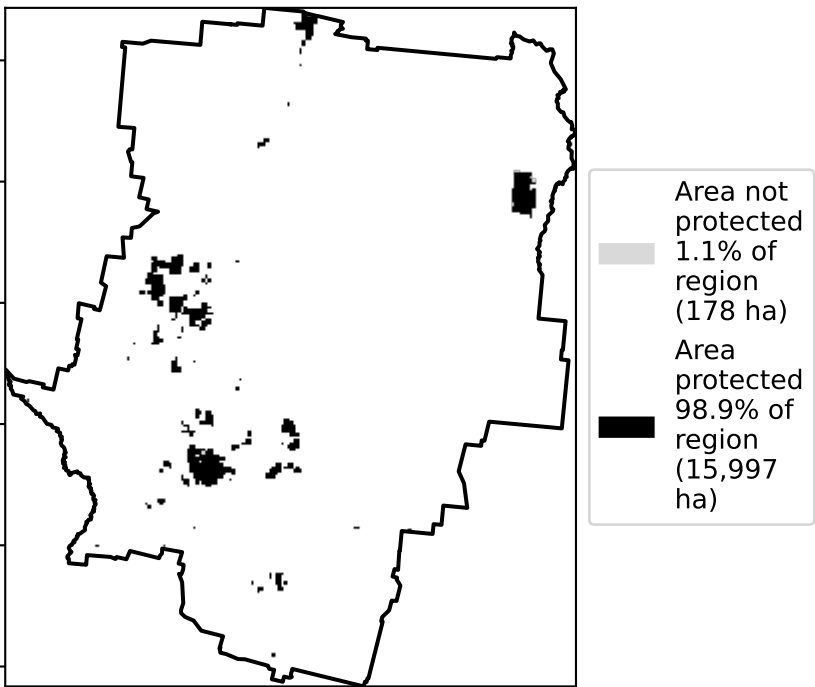 Area not
protected
1.1% of
region
(178 ha)
Area
protected
98.9% of
region
(15,997
ha)